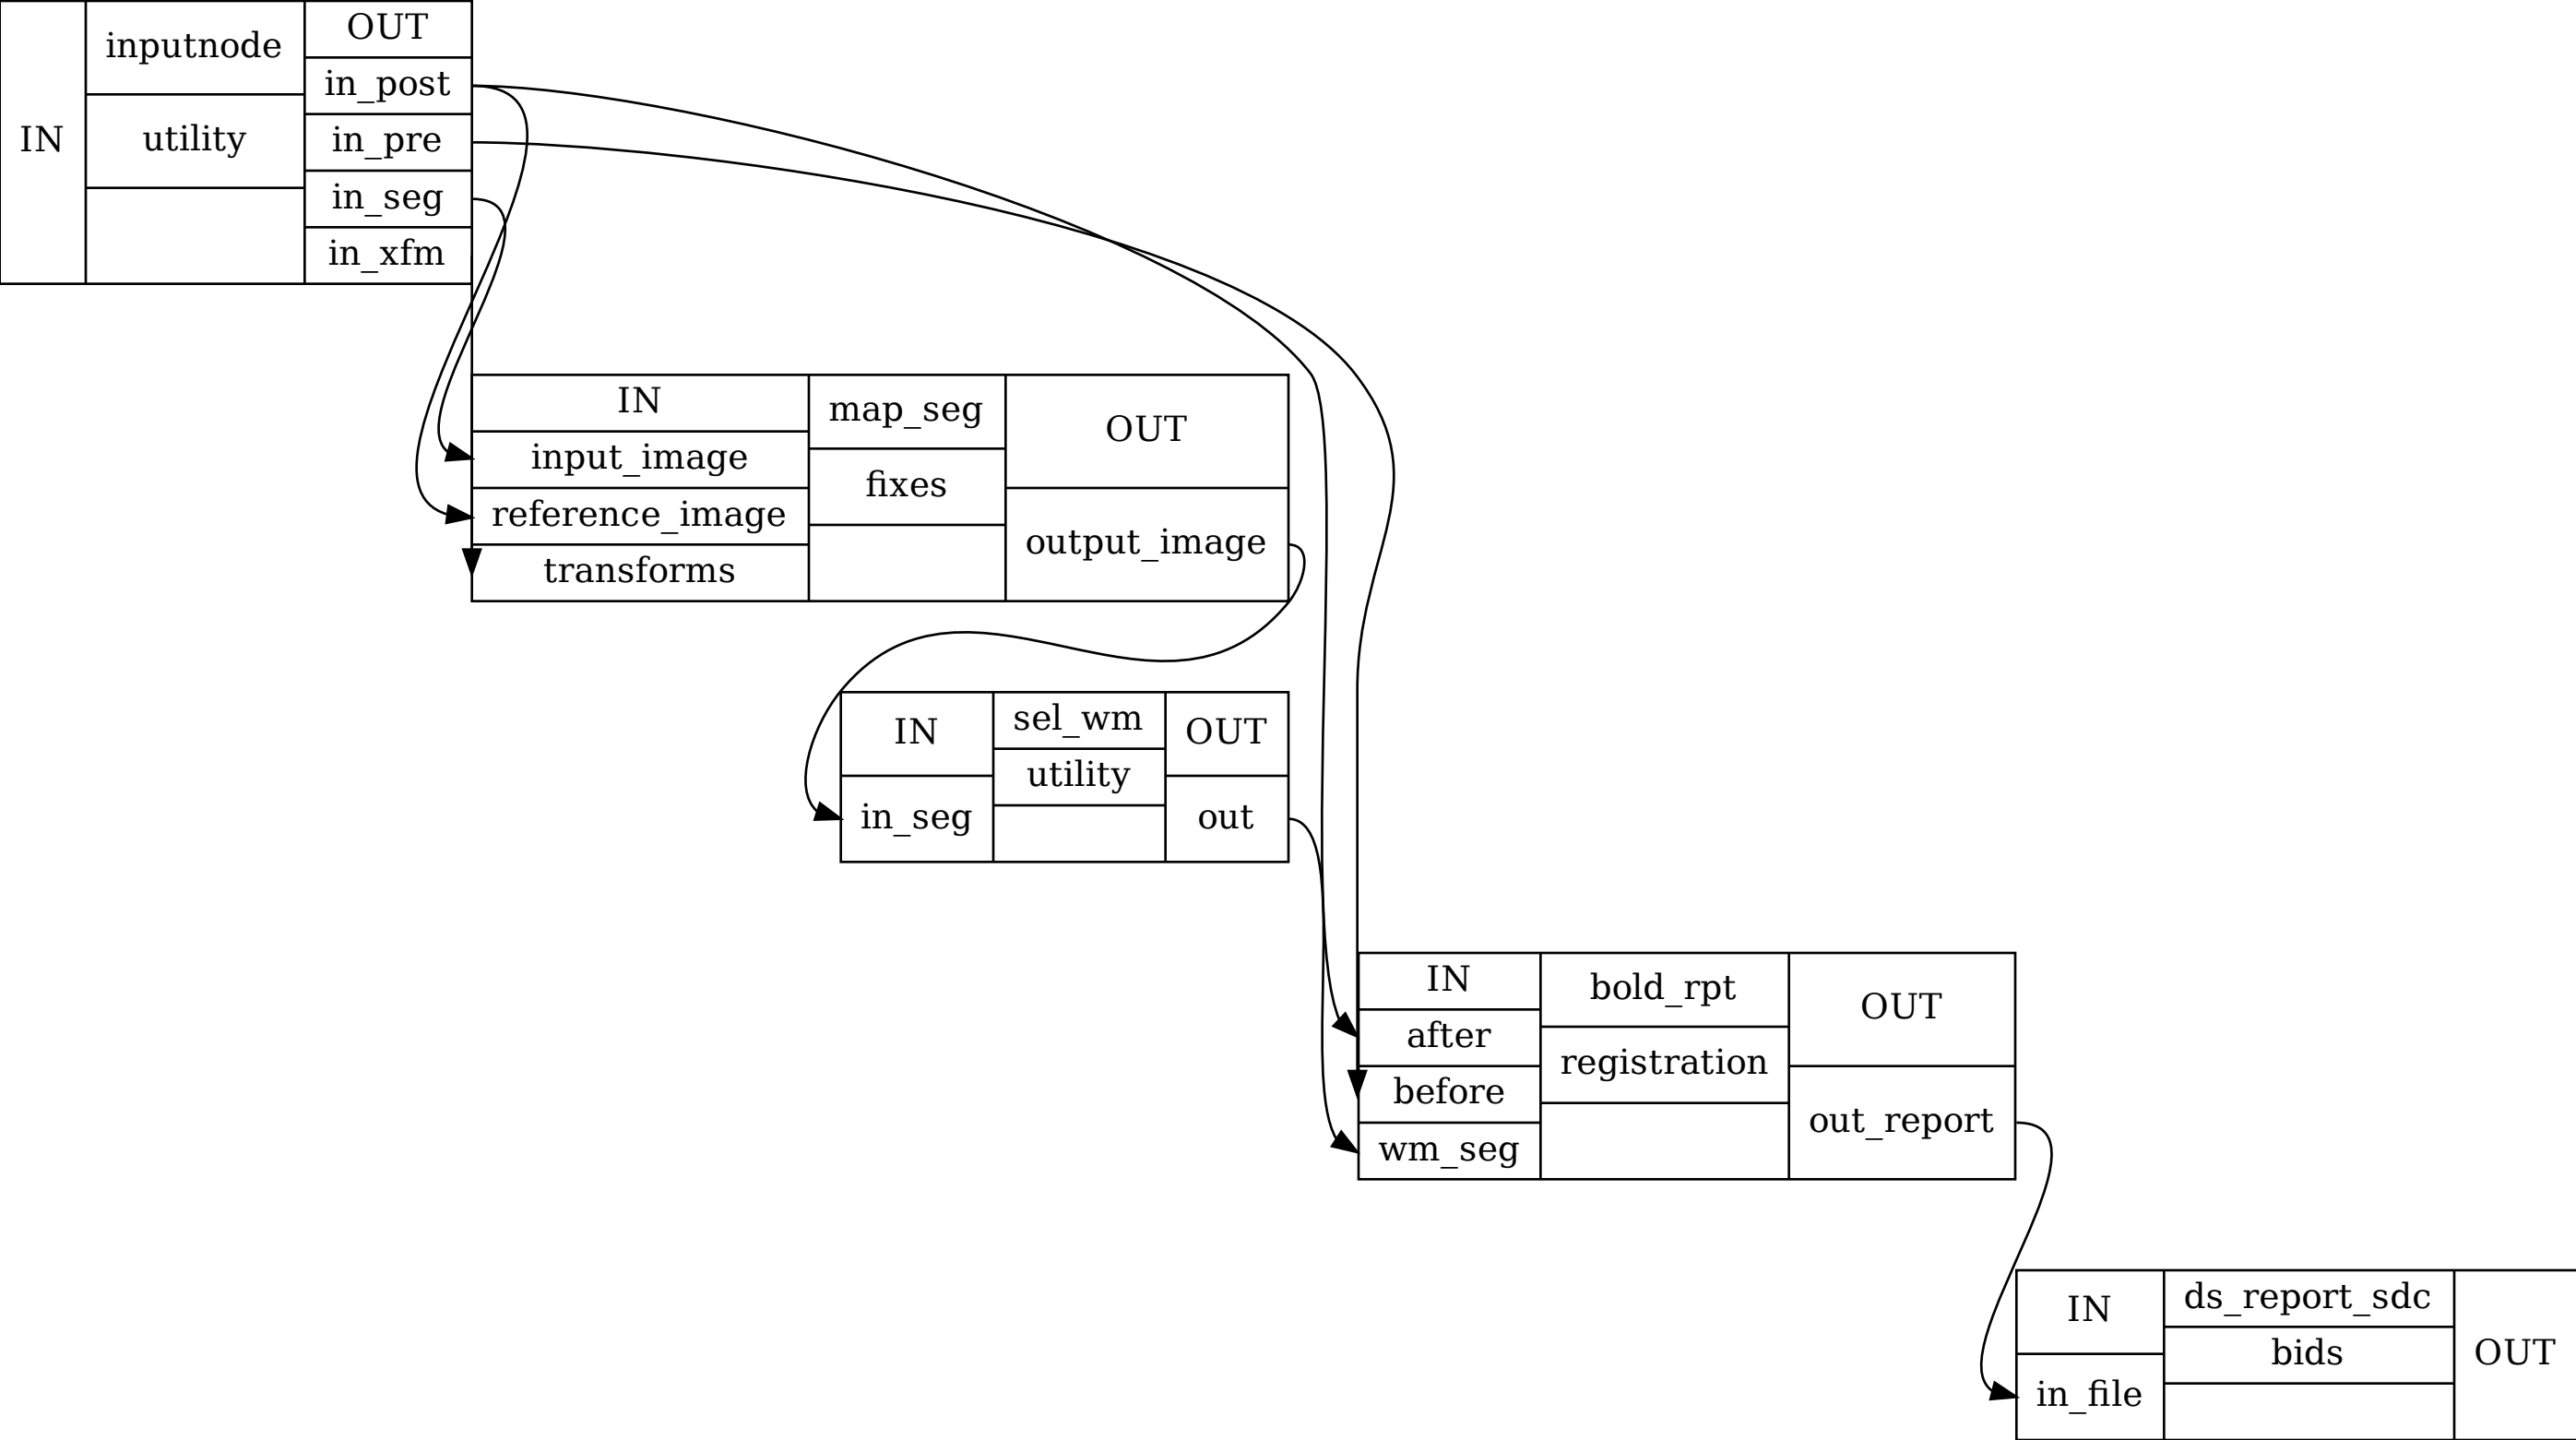 IN
inputnode
utility
OUT
in_post
in_pre
in_seg
in_xfm
IN
input_image
reference_image
transforms
map_seg
fixes
OUT
output_image
IN
in_seg
sel_wm
utility
OUT
out
IN
after
before
wm_seg
bold_rpt
registration
OUT
out_report
IN
in_file
ds_report_sdc
bids
OUT